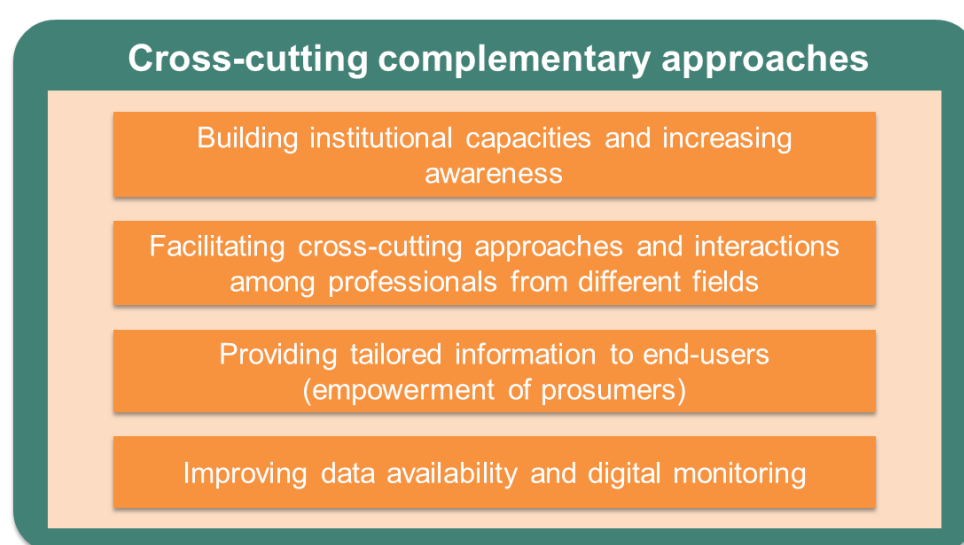 Cross-cutting complementary approaches
Building institutional capacities and increasing
awareness
Facilitating cross-cutting approaches and interactions
among professionals from different fields
Providing tailored information to end-users
(empowerment of prosumers)
Improving data availability and digital monitoring